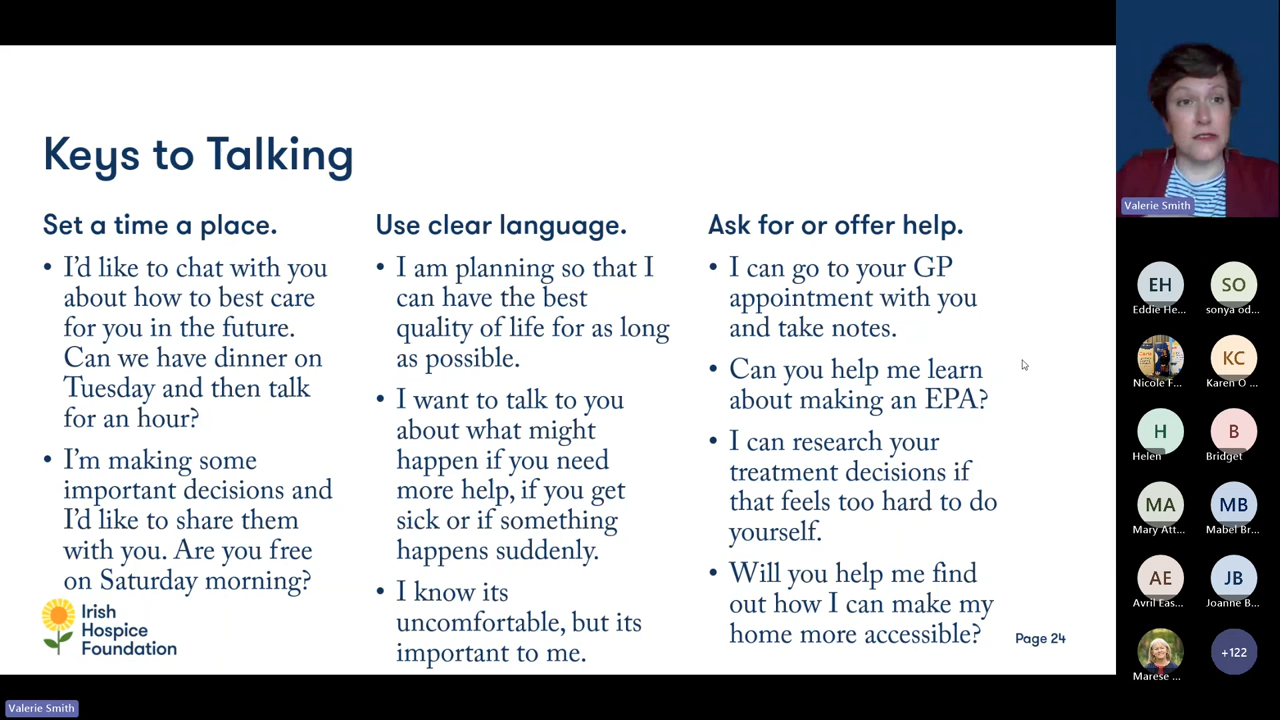 Keys to Talking
Set a time a place.
• I'd like to chat with you
about how to best care
for you in the future.
Can we have dinner on
Tuesday and then talk
for an hour?
• I'm making some
important decisions and
I'd like to share them
with you. Are you free
on Saturday morning?
Use clear language.
• I am planning so that I
can have the best
quality of life for as long
as possible.
• I want to talk to you
about what might
happen if you need
more help, if you get
sick or if something
happens suddenly.
• I know its
uncomfortable, but its
important to me.
Ask for or offer help.
• I can go to your GP
appointment with you
and take notes.
• Can you help me learn
about making an EPA?
• I can research your
treatment decisions if
that feels too hard to do
yourself.
• Will you help me find
out how I can make my
home more accessible?
Irish
Hospice
Foundation
Page 24
Valerie Smith
EH
Eddie He...
SO
sonya od...
Nicole F...
KC
Karen O ...
H
Helen
B
Bridget
MA
Mary Att...
MB
Mabel Br...
AE
Avril Eas...
JB
Joanne B...
Marese ...
+122
Valerie Smith